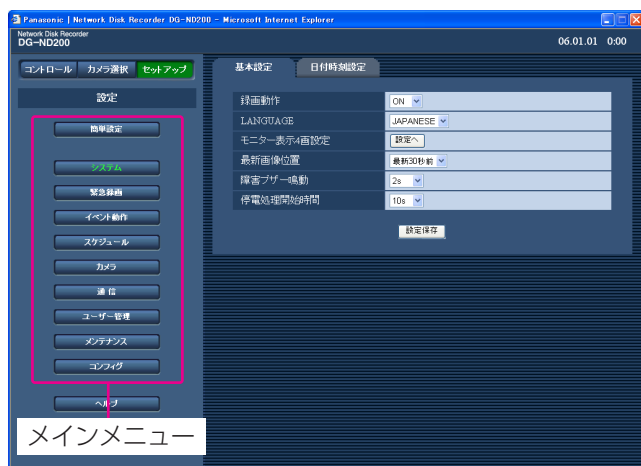 Panasonic | Network Disk Recorder DG-ND200 - Microsoft Internet Explorer
Network Disk Recorder
DG-ND200
06.01.01 0:00
コントロール カメラ選択 セットアップ
基本設定 日付時刻設定
設定
簡単設定
システム
緊急録画
イベント動作
スケジュール
カメラ
通信
ユーザー管理
メンテナンス
コンフィグ
ヘルプ
メインメニュー
録画動作 ON
LANGUAGE JAPANESE
モニター表示4画設定 設定へ
最新画像位置 最新30秒前
障害ブザー鳴動 2s
停電処理開始時間 10s
設定保存